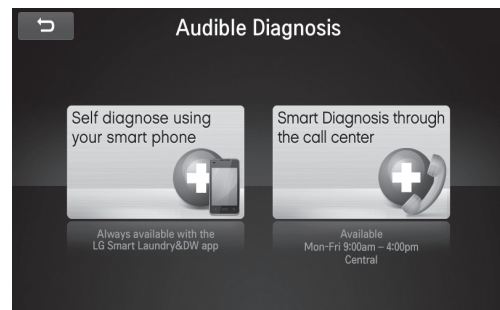 Audible Diagnosis
Self diagnose using
your smart phone
Smart Diagnosis through
the call center
Always available with the
LG Smart Laundry&DW app
Available
Mon-Fri 9:00am – 4:00pm
Central